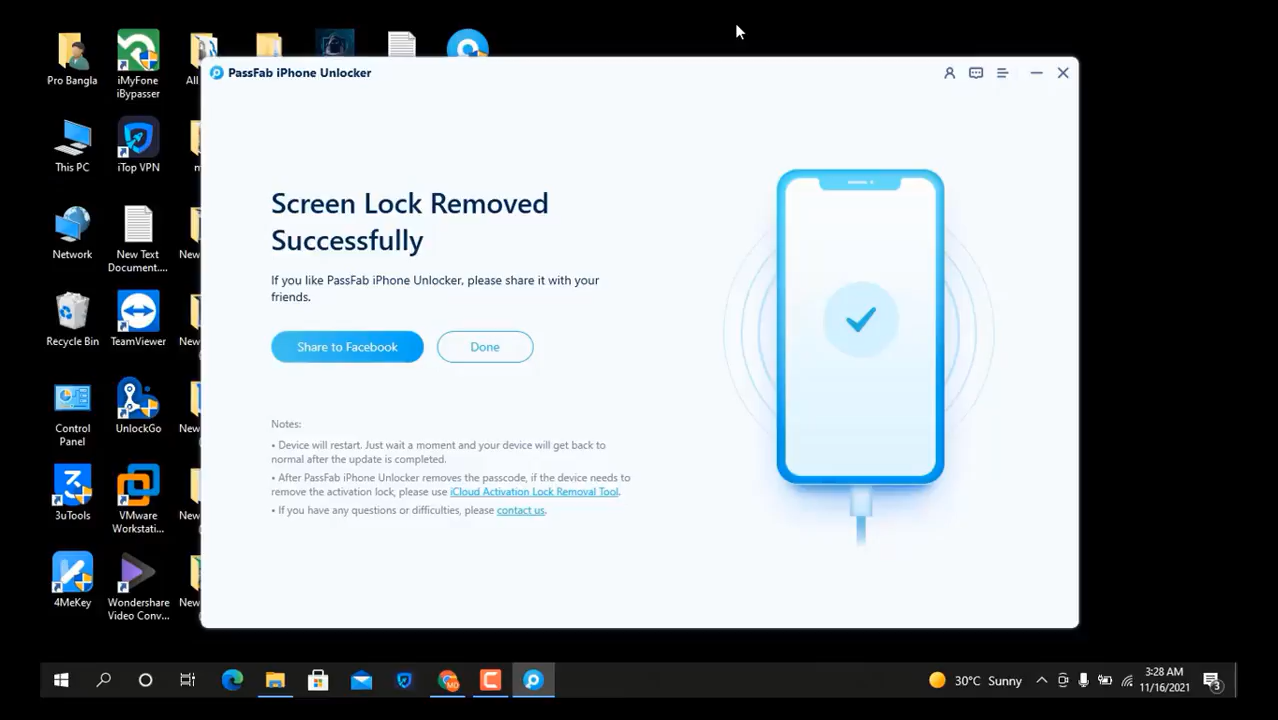 Pro Bangla
iMyFone
iBypasser
All
This PC
iTop VPN
Network
New Text
Document....
New
Recycle Bin
TeamViewer
New
(
Control
Panel
UnlockGo
New
(
3uTools
VMware
Workstati...
New
(
4MeKey
Wondershare
Video Conv...
New
(
PassFab iPhone Unlocker
Screen Lock Removed
Successfully
If you like PassFab iPhone Unlocker, please share it with your
friends.
Share to Facebook
Done
Notes:
• Device will restart. Just wait a moment and your device will get back to
normal after the update is completed.
• After PassFab iPhone Unlocker removes the passcode, if the device needs to
remove the activation lock, please use iCloud Activation Lock Removal Tool.
• If you have any questions or difficulties, please contact us.
30°C Sunny
3:28 AM
11/16/2021
3